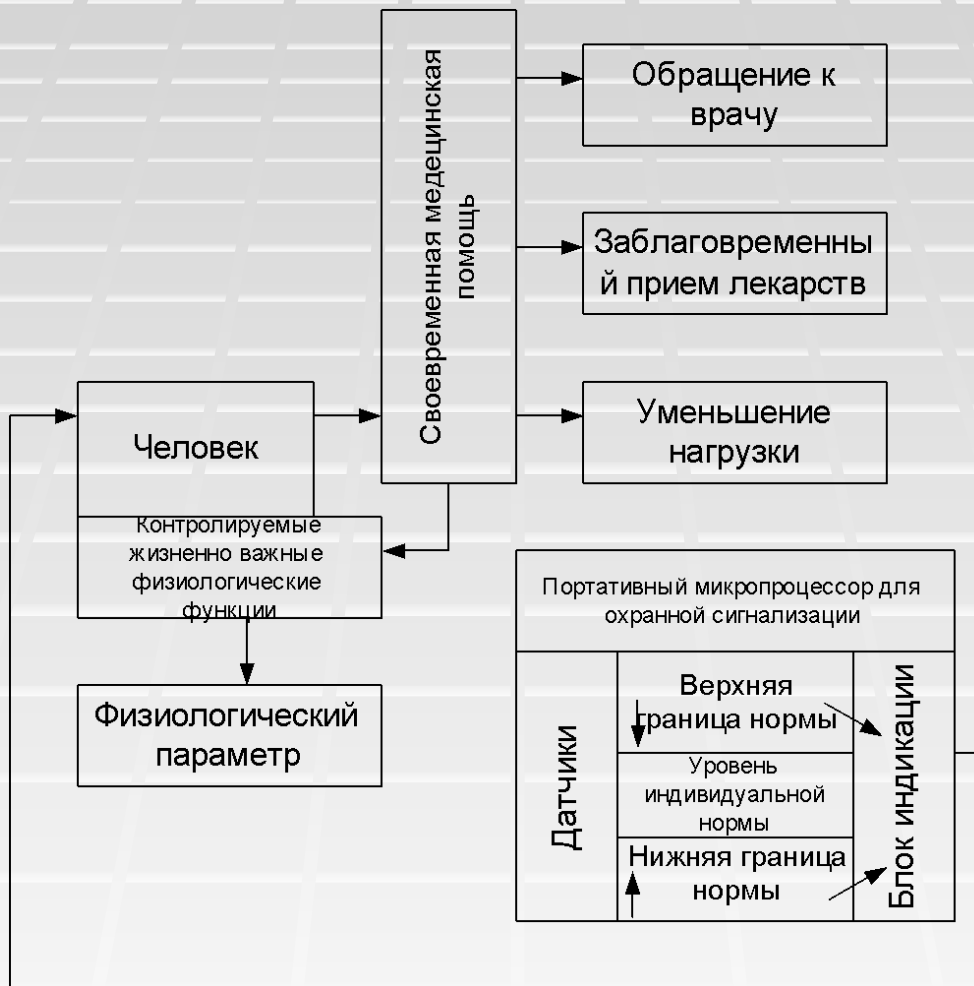 Своевременная медецинская
помощь
Обращение к
врачу
Заблаговременны
й прием лекарств
Уменьшение
нагрузки
Человек
Контролируемые
жизненно важные
физиологические
функции
Физиологический
параметр
Портативный микропроцессор для
охранной сигнализации
Датчики
Верхняя
граница нормы
Уровень
индивидуальной
нормы
Нижняя граница
нормы
Блок индикации